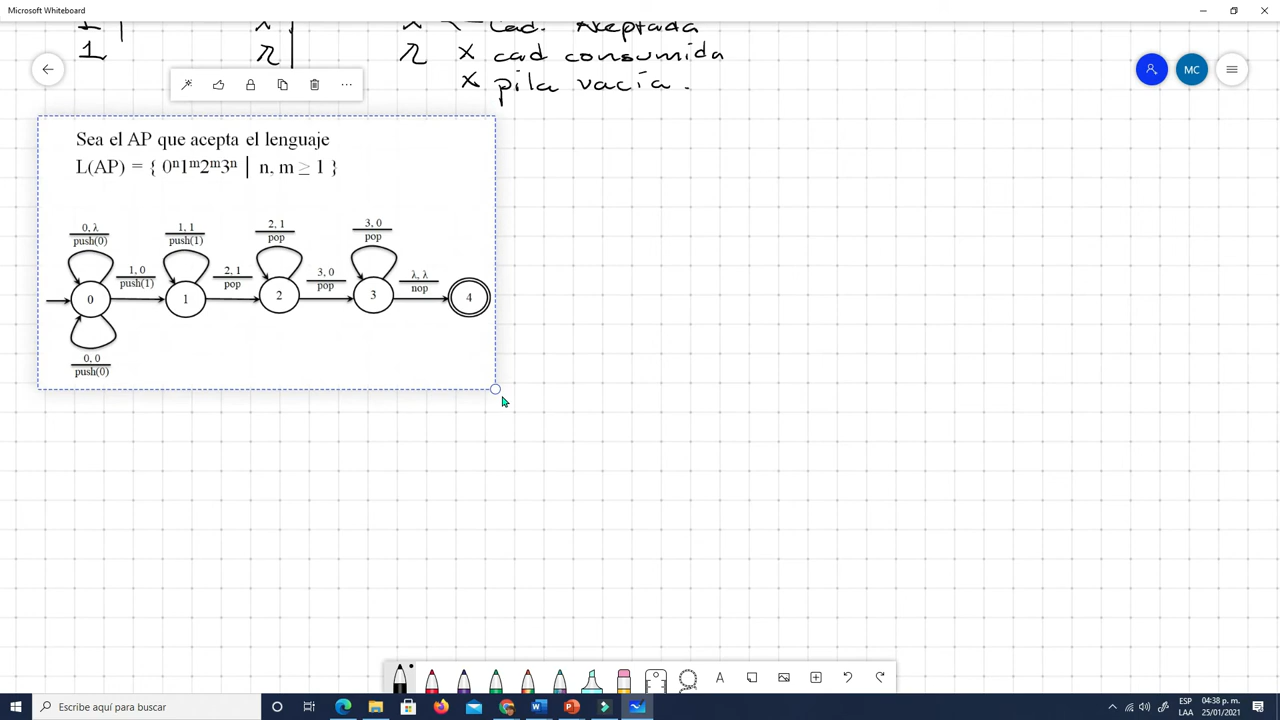 Microsoft Whiteboard
1 λ λ Cad. Aceptada
1 λ λ x cad consumida
x pila vacía.
MC
Sea el AP que acepta el lenguaje
L(AP) = { 0ⁿ1ᵐ2ᵐ3ⁿ | n, m ≥ 1 }
0, λ
push(0)
1, 1
push(1)
2, 1
pop
3, 0
pop
1, 0
push(1)
2, 1
pop
3, 0
pop
λ, λ
nop
0 1 2 3 4
0, 0
push(0)
A
Escribe aquí para buscar
ESP 04:38 p. m.
LAA 25/01/2021